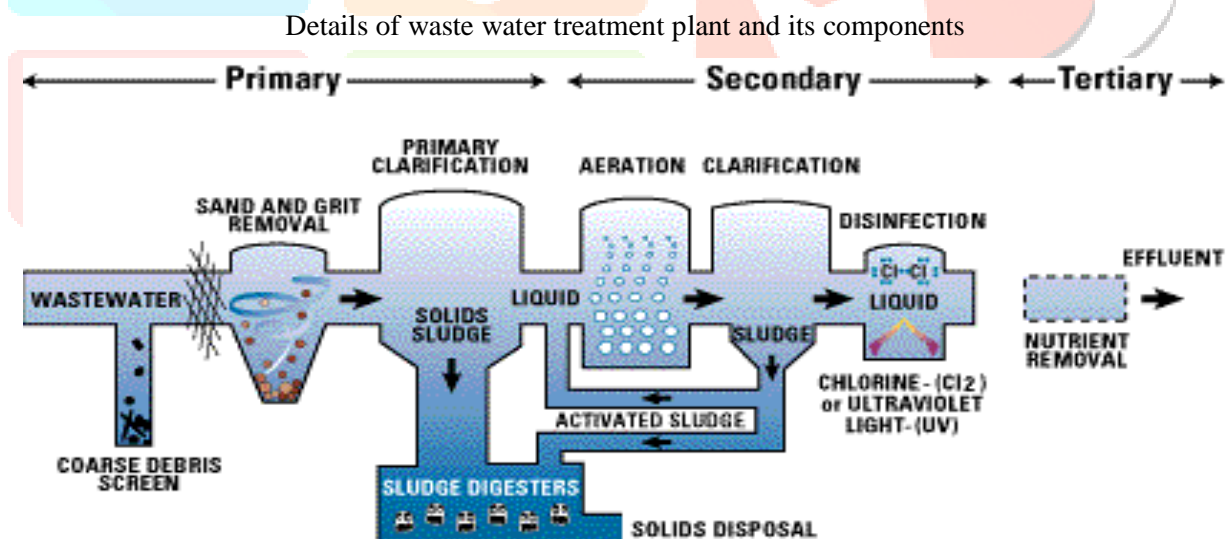 Details of waste water treatment plant and its components
Primary
Secondary
Tertiary
PRIMARY
CLARIFICATION
AERATION
CLARIFICATION
SAND AND GRIT
REMOVAL
DISINFECTION
EFFLUENT
WASTEWATER
LIQUID
Cl-Cl
LIQUID
SOLIDS
SLUDGE
SLUDGE
NUTRIENT
REMOVAL
CHLORINE-(Cl2)
or ULTRAVIOLET
LIGHT-(UV)
ACTIVATED SLUDGE
COARSE DEBRIS
SCREEN
SLUDGE DIGESTERS
SOLIDS DISPOSAL